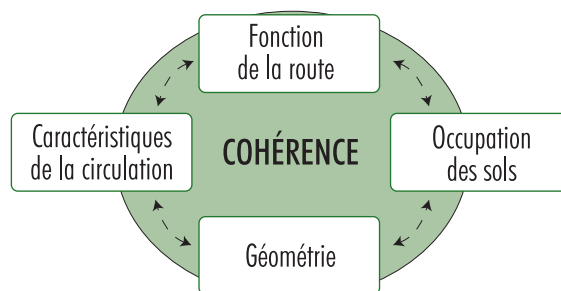 Fonction
de la route
Caractéristiques
de la circulation
COHÉRENCE
Occupation
des sols
Géométrie